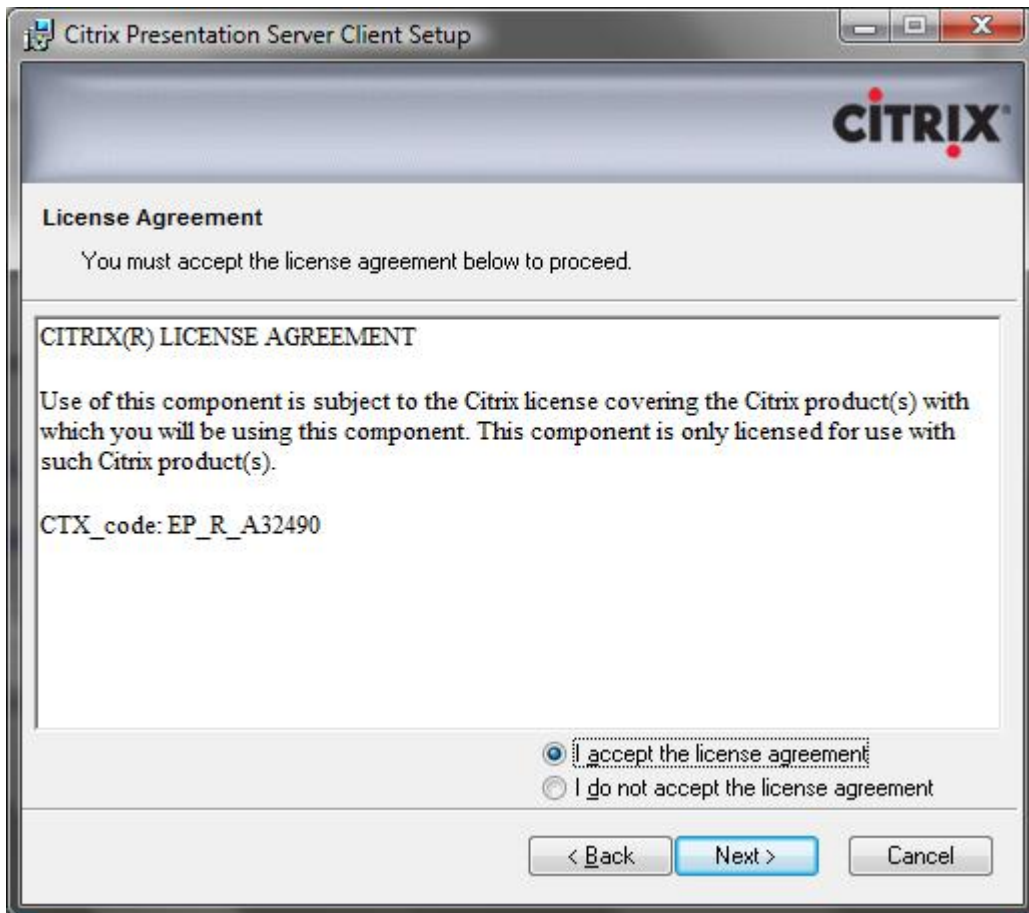 Citrix Presentation Server Client Setup
CITRIX®
License Agreement
You must accept the license agreement below to proceed.
CITRIX(R) LICENSE AGREEMENT
Use of this component is subject to the Citrix license covering the Citrix product(s) with
which you will be using this component. This component is only licensed for use with
such Citrix product(s).
CTX_code: EP_R_A32490
I accept the license agreement
I do not accept the license agreement
< Back Next > Cancel